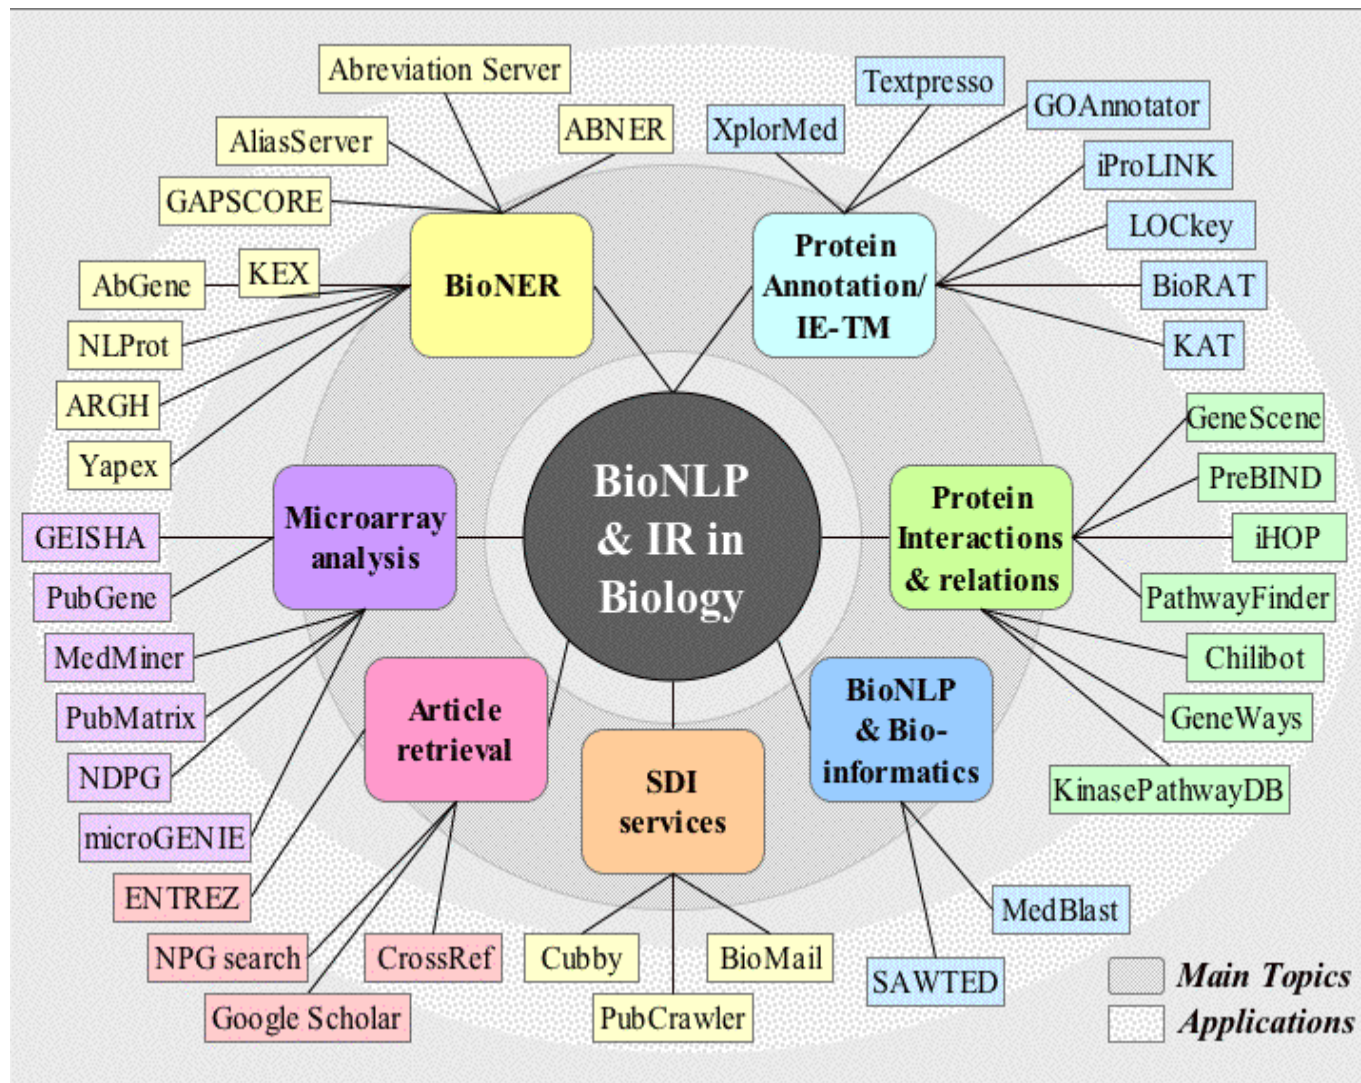 Abreviation Server
AliasServer
ABNER
GAPSCORE
AbGene
KEX
NLProt
ARGH
Yapex
BioNER
XplorMed
Textpresso
GOAnnotator
iProLINK
LOCkey
BioRAT
KAT
Protein
Annotation/
IE-TM
BioNLP
& IR in
Biology
Microarray
analysis
GEISHA
PubGene
MedMiner
PubMatrix
NDPG
microGENIE
Protein
Interactions
& relations
GeneScene
PreBIND
iHOP
PathwayFinder
Chilibot
GeneWays
KinasePathwayDB
Article
retrieval
ENTREZ
NPG search
CrossRef
Google Scholar
SDI
services
Cubby
BioMail
PubCrawler
BioNLP
& Bio-
informatics
MedBlast
SAWTED
Main Topics
Applications